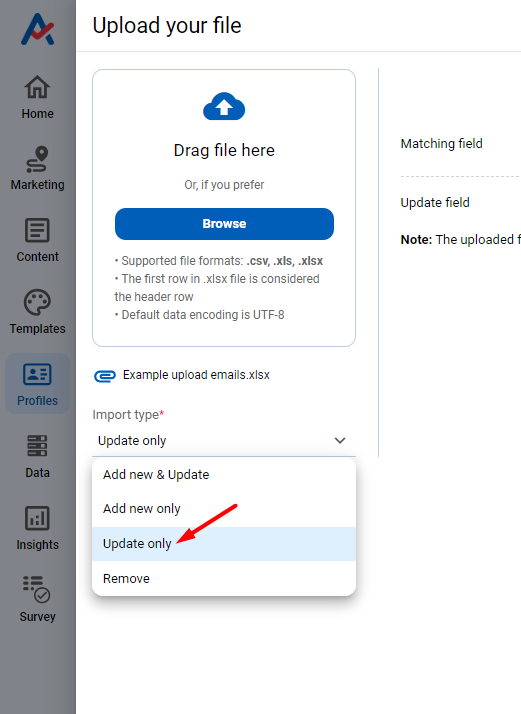 Upload your file
Home
Marketing
Content
Templates
Profiles
Data
Insights
Survey
Drag file here
Or, if you prefer
Browse
• Supported file formats: .csv, .xls, .xlsx
• The first row in .xlsx file is considered
the header row
• Default data encoding is UTF-8
Example upload emails.xlsx
Import type*
Update only
Add new & Update
Add new only
Update only
Remove
Matching field
Update field
Note: The uploaded f